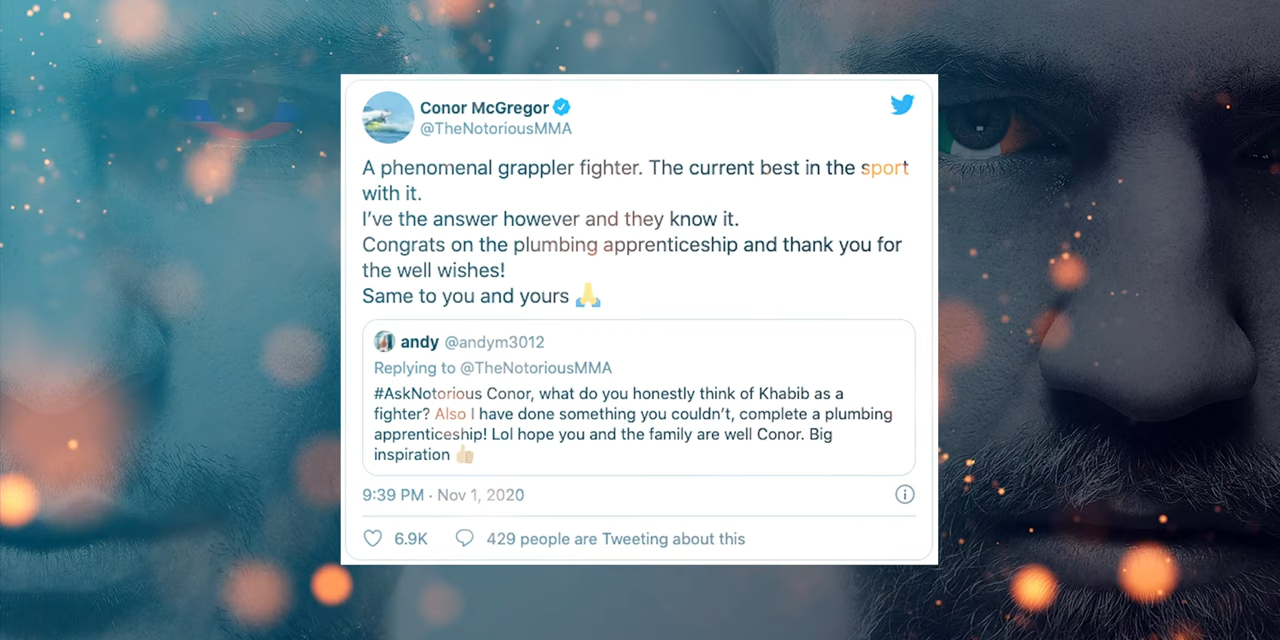 Conor McGregor
@TheNotoriousMMA
A phenomenal grappler fighter. The current best in the sport
with it.
I've the answer however and they know it.
Congrats on the plumbing apprenticeship and thank you for
the well wishes!
Same to you and yours 🙏
andy @andym3012
Replying to @TheNotoriousMMA
#AskNotorious Conor, what do you honestly think of Khabib as a
fighter? Also I have done something you couldn't, complete a plumbing
apprenticeship! Lol hope you and the family are well Conor. Big
inspiration 👍🏼
9:39 PM · Nov 1, 2020
6.9K 429 people are Tweeting about this